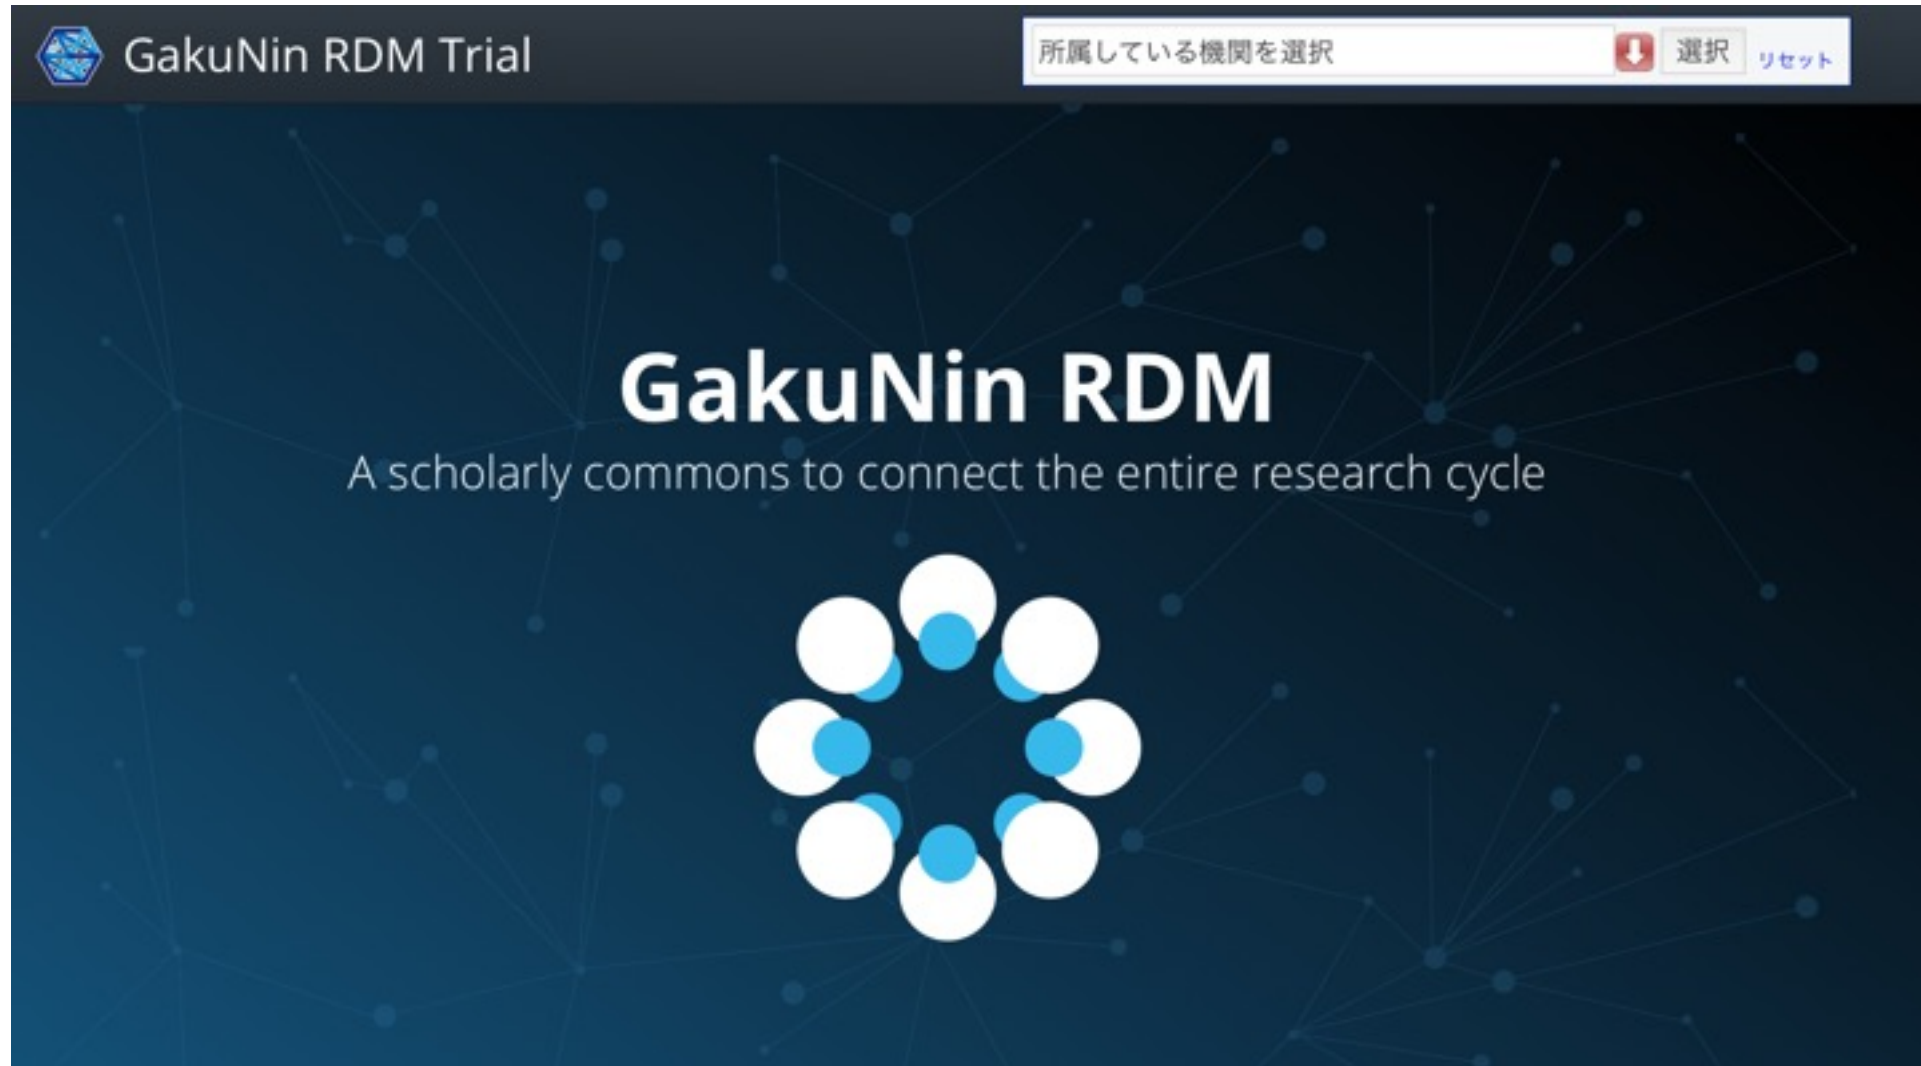 GakuNin RDM Trial
所属している機関を選択 選択 リセット
GakuNin RDM
A scholarly commons to connect the entire research cycle